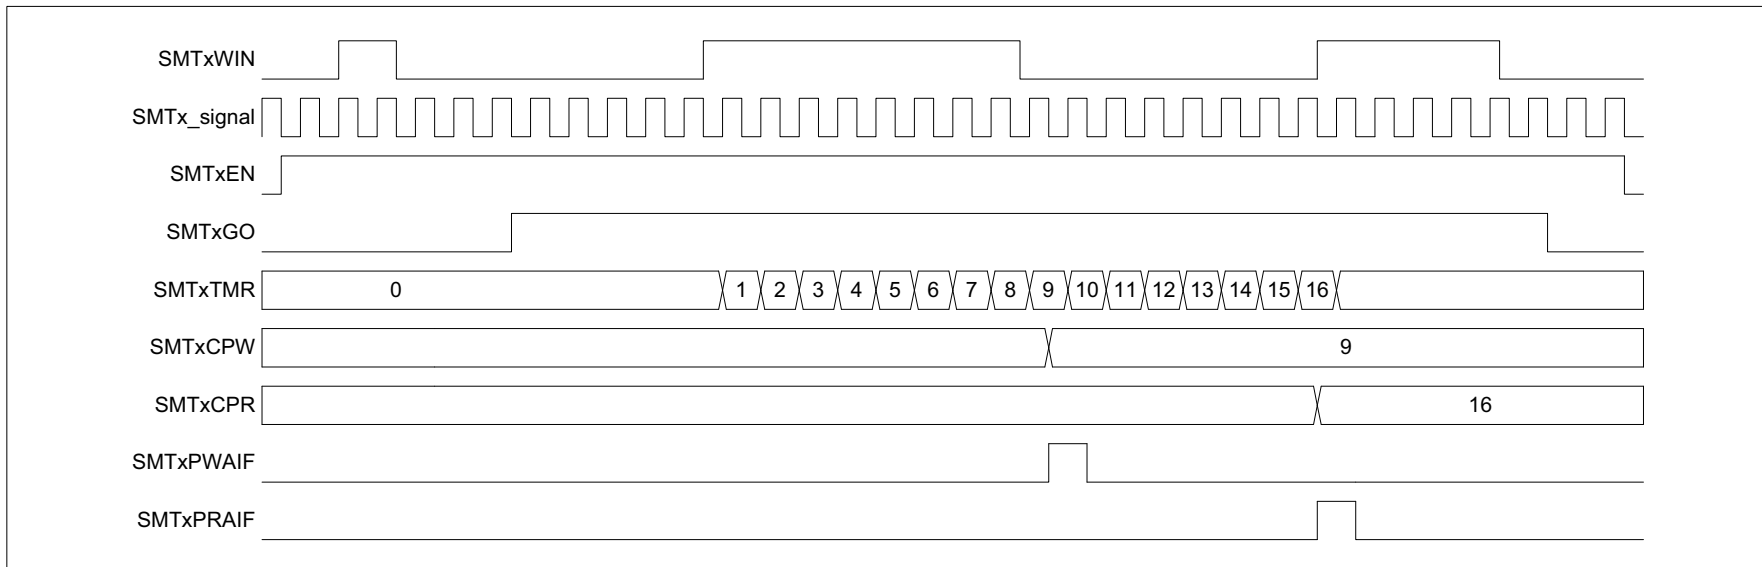 SMTxWIN
SMTx_signal
SMTxEN
SMTxGO
SMTxTMR 0 1 2 3 4 5 6 7 8 9 10 11 12 13 14 15 16
SMTxCPW 9
SMTxCPR 16
SMTxPWAIF
SMTxPRAIF